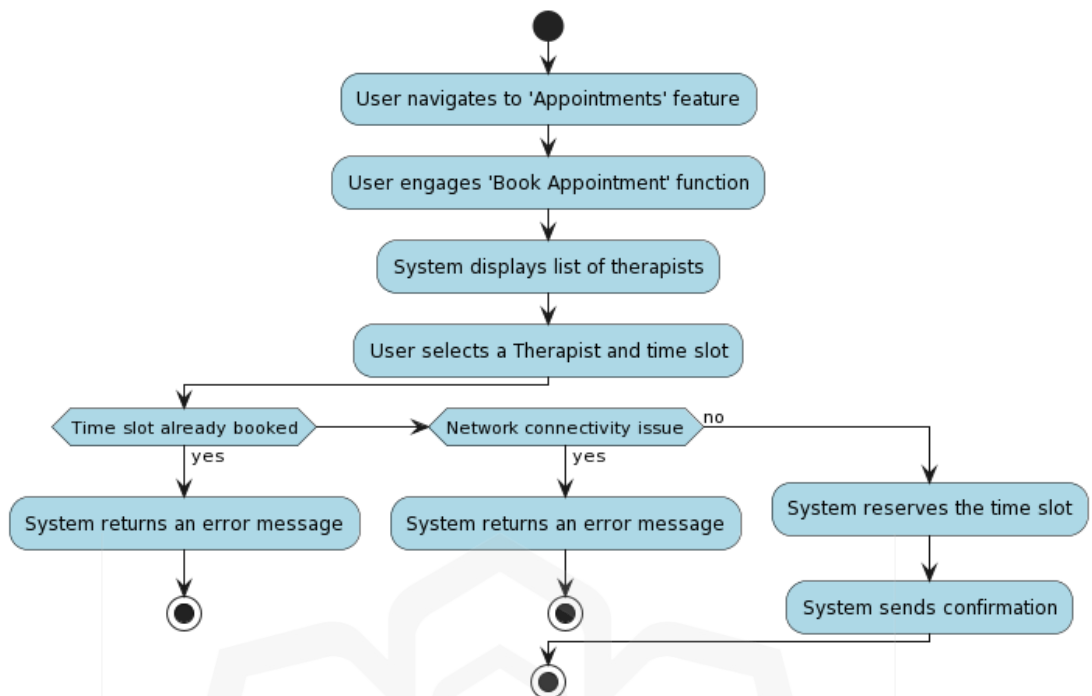 User navigates to 'Appointments' feature
User engages 'Book Appointment' function
System displays list of therapists
User selects a Therapist and time slot
Time slot already booked
Network connectivity issue
no
yes
yes
System returns an error message
System returns an error message
System reserves the time slot
System sends confirmation